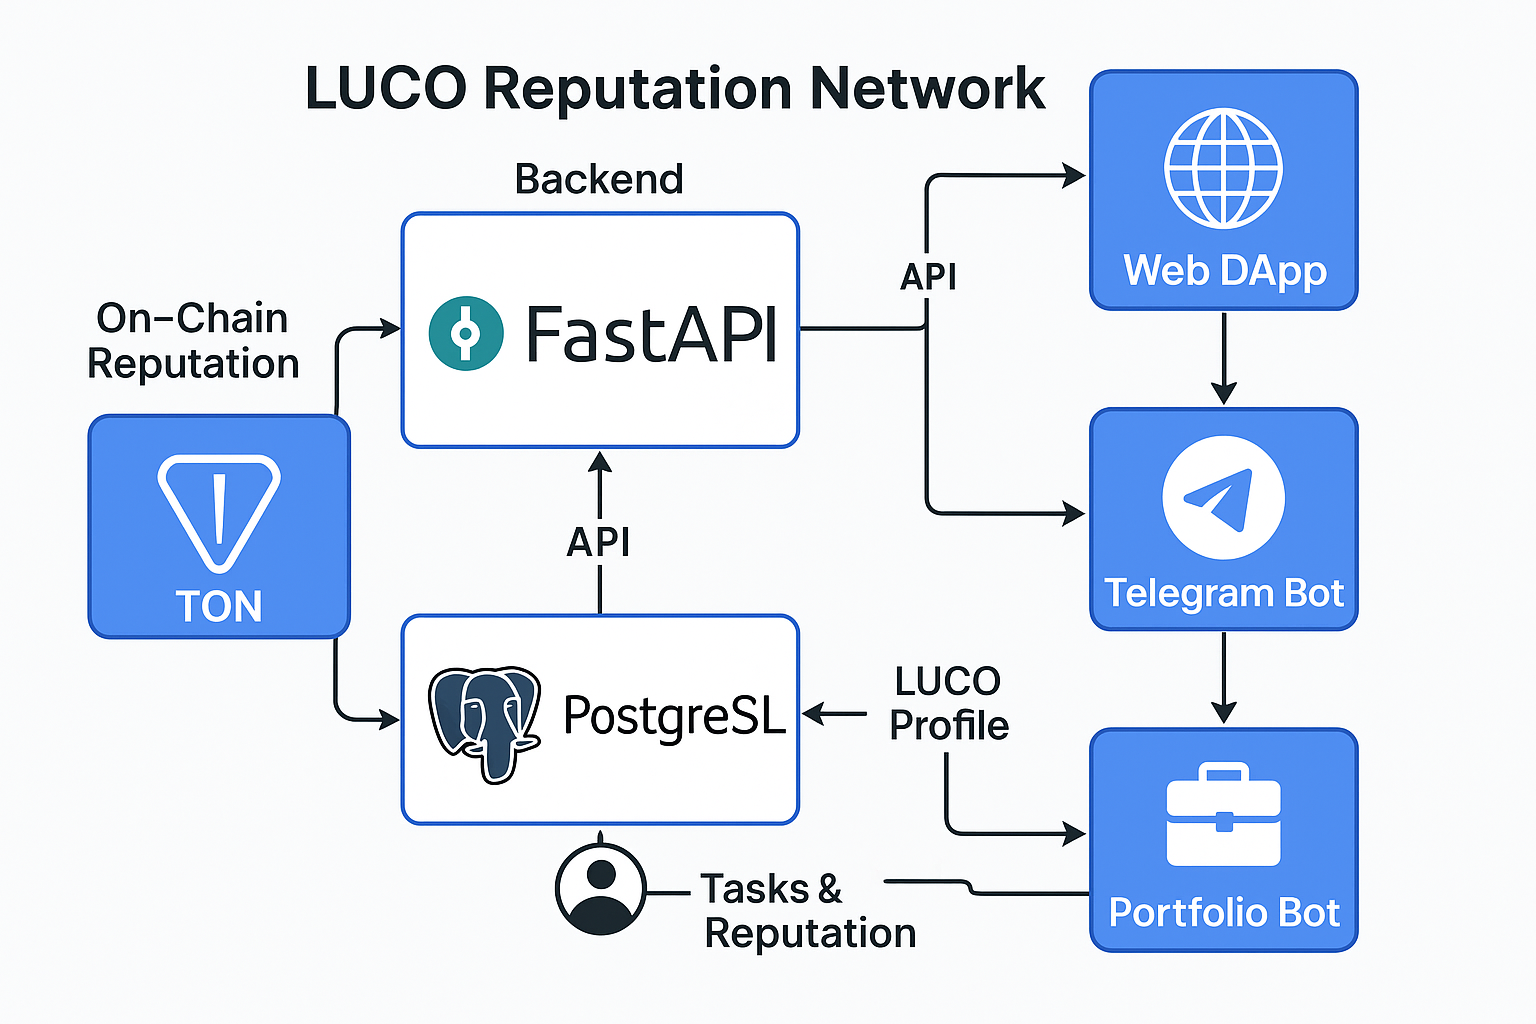 LUCO Reputation Network
Backend
FastAPI
API
Web DApp
On-Chain
Reputation
TON
API
Telegram Bot
PostgreSL
LUCO
Profile
Tasks &
Reputation
Portfolio Bot